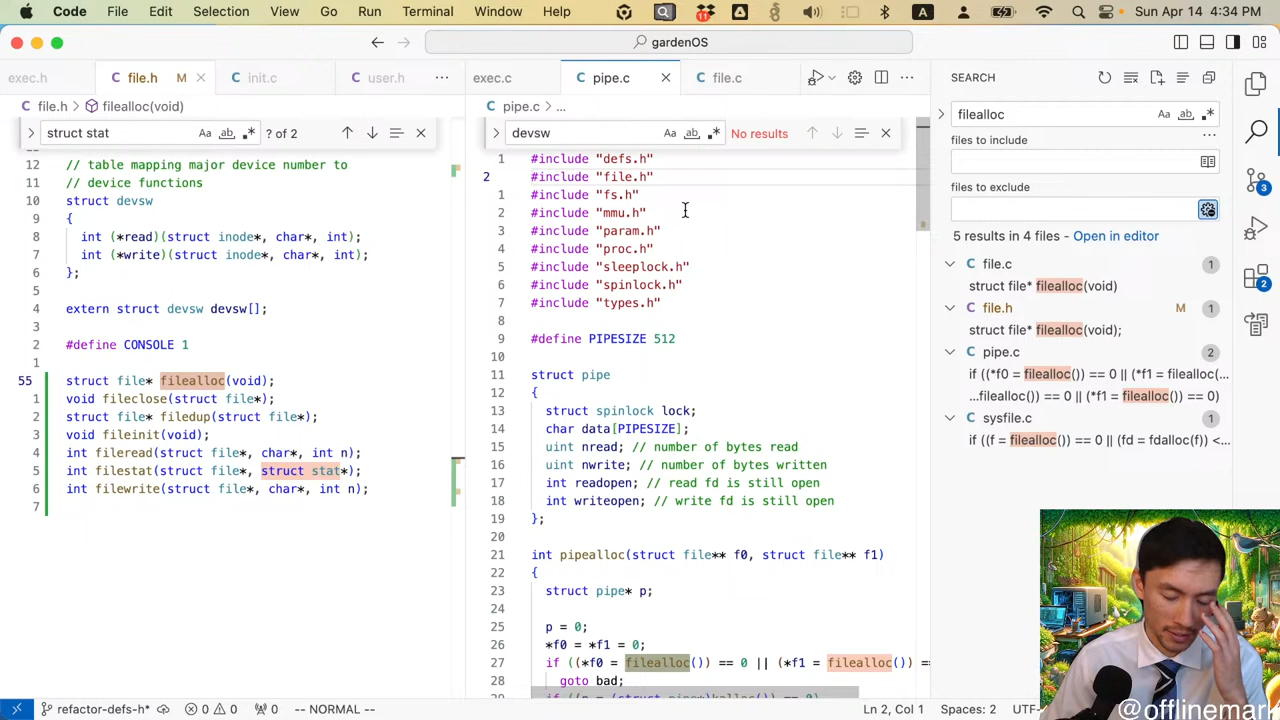 Code File Edit Selection View Go Run Terminal Window Help A Sun Apr 14 4:34 PM
gardenOS
exec.h file.h M init.c user.h ···
exec.c pipe.c file.c ···
SEARCH
file.h > filealloc(void)
pipe.c > ...
struct stat Aa ab ? of 2
devsw Aa ab No results
filealloc Aa ab
files to include
files to exclude
5 results in 4 files - Open in editor
file.c 1
struct file* filealloc(void)
file.h M 1
struct file* filealloc(void);
pipe.c 2
if ((*f0 = filealloc()) == 0 || (*f1 = filealloc(...
...filealloc()) == 0 || (*f1 = filealloc()) == 0)
sysfile.c 1
if ((f = filealloc()) == 0 || (fd = fdalloc(f)) <...
12 // table mapping major device number to
11 // device functions
10 struct devsw
9 {
8 int (*read)(struct inode*, char*, int);
7 int (*write)(struct inode*, char*, int);
6 };
5
4 extern struct devsw devsw[];
3
2 #define CONSOLE 1
1
55 struct file* filealloc(void);
1 void fileclose(struct file*);
2 struct file* filedup(struct file*);
3 void fileinit(void);
4 int fileread(struct file*, char*, int n);
5 int filestat(struct file*, struct stat*);
6 int filewrite(struct file*, char*, int n);
7
1 #include "defs.h"
2 #include "file.h"
1 #include "fs.h"
2 #include "mmu.h"
3 #include "param.h"
4 #include "proc.h"
5 #include "sleeplock.h"
6 #include "spinlock.h"
7 #include "types.h"
8
9 #define PIPESIZE 512
10
11 struct pipe
12 {
13 struct spinlock lock;
14 char data[PIPESIZE];
15 uint nread; // number of bytes read
16 uint nwrite; // number of bytes written
17 int readopen; // read fd is still open
18 int writeopen; // write fd is still open
19 };
20
21 int pipealloc(struct file** f0, struct file** f1)
22 {
23 struct pipe* p;
24
25 p = 0;
26 *f0 = *f1 = 0;
27 if ((*f0 = filealloc()) == 0 || (*f1 = filealloc()) ==
28 goto bad;
3
2
refactor-defs-h* 0 0 0 -- NORMAL -- Ln 2, Col 1 Spaces: 2 UTF-
@offlinemark